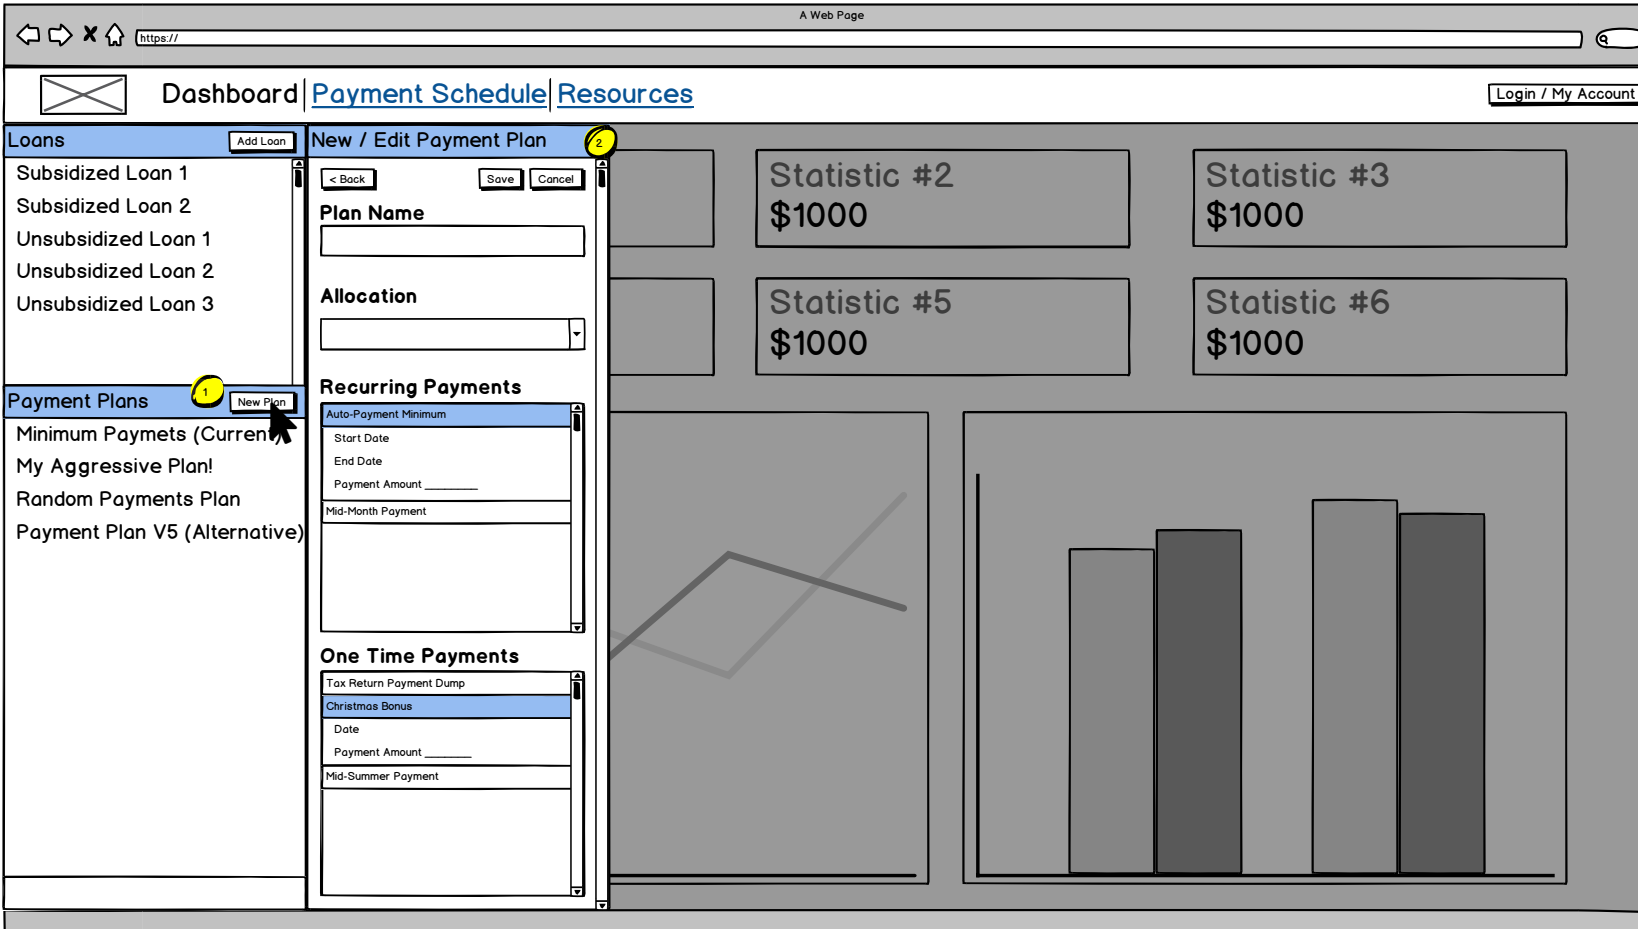 A Web Page
https://
Dashboard Payment Schedule Resources
Login / My Account
Loans
Add Loan
Subsidized Loan 1
Subsidized Loan 2
Unsubsidized Loan 1
Unsubsidized Loan 2
Unsubsidized Loan 3
Payment Plans
1
New Plan
Minimum Paymets (Current)
My Aggressive Plan!
Random Payments Plan
Payment Plan V5 (Alternative)
New / Edit Payment Plan
2
< Back
Save
Cancel
Plan Name
Allocation
Recurring Payments
Auto-Payment Minimum
Start Date
End Date
Payment Amount ________
Mid-Month Payment
One Time Payments
Tax Return Payment Dump
Christmas Bonus
Date
Payment Amount _______
Mid-Summer Payment
Statistic #2
$1000
Statistic #3
$1000
Statistic #5
$1000
Statistic #6
$1000